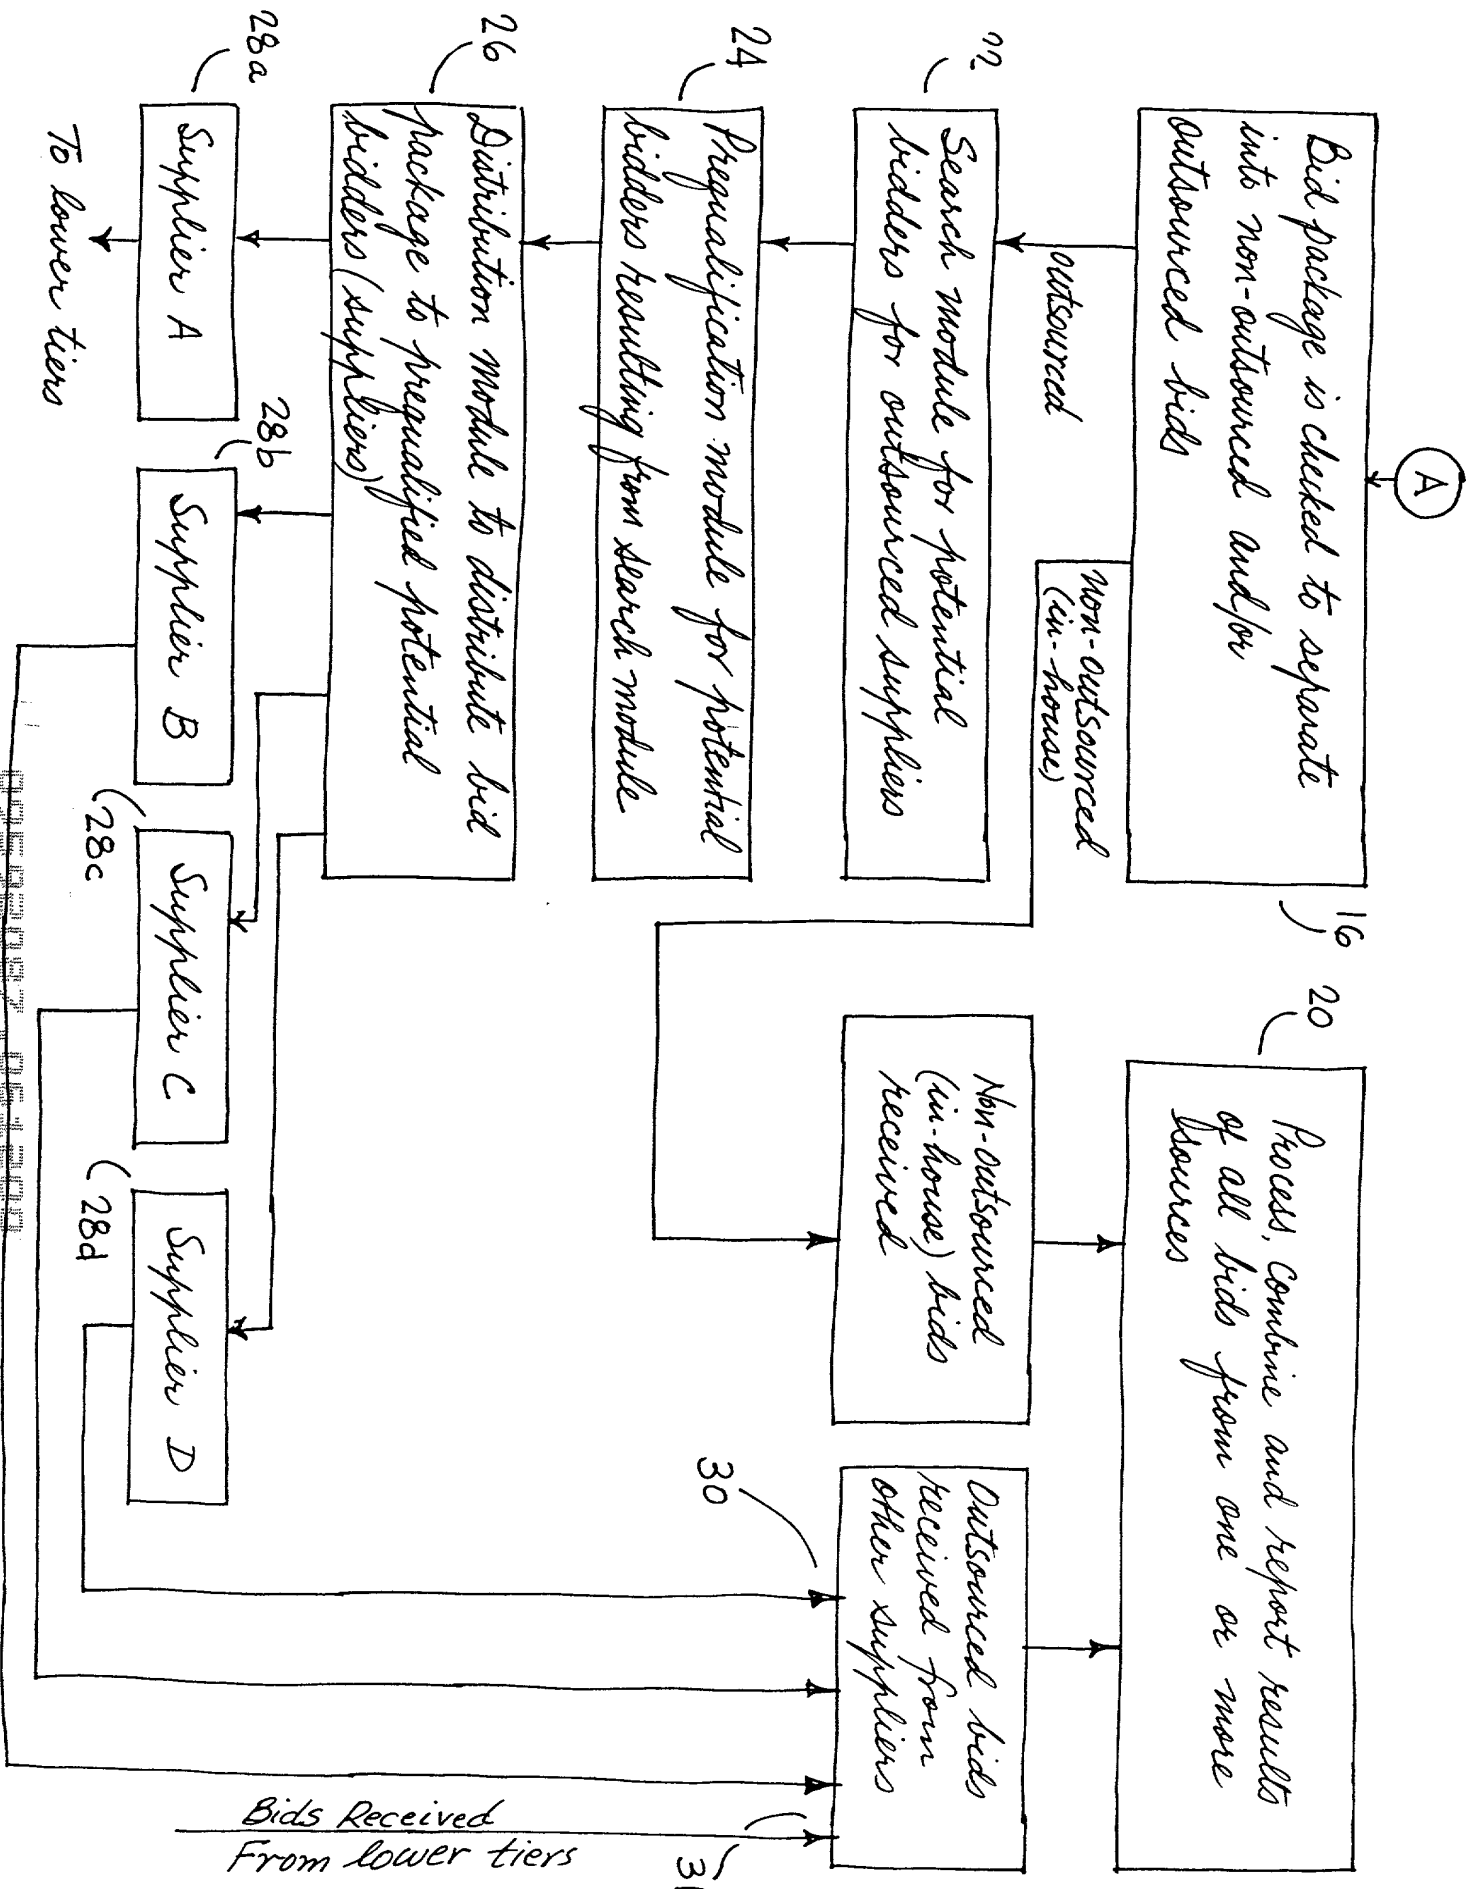 A
Bid package is checked to separate
into non-outsourced and/or
outsourced bids
16
outsourced
non-outsourced
(in-house)
22
Search module for potential
bidders for outsourced suppliers
24
Prequalification module for potential
bidders resulting from search module
26
Distribution module to distribute bid
package to prequalified potential
bidders (suppliers)
28a
Supplier A
To lower tiers
28b
Supplier B
28c
Supplier C
28d
Supplier D
20
Process, combine and report results
of all bids from one or more
sources
Non-outsourced
(in-house) bids
received
30
Outsourced bids
received from
other suppliers
Bids Received
From lower tiers